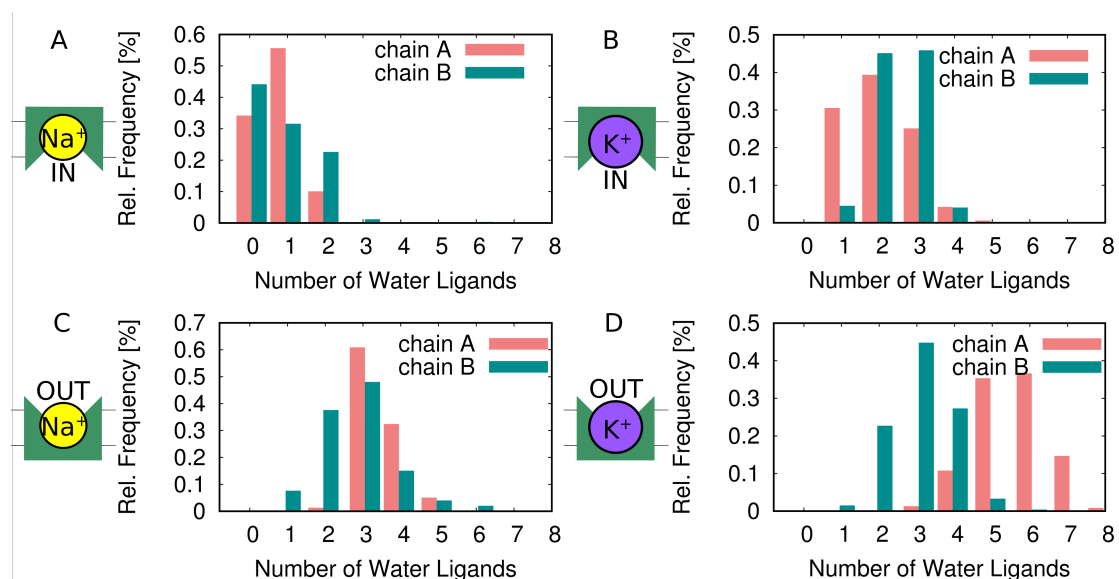 A
Na+
IN
Rel. Frequency [%]
0.6
0.5
0.4
0.3
0.2
0.1
0
chain A
chain B
0 1 2 3 4 5 6 7 8
Number of Water Ligands
B
K+
IN
Rel. Frequency [%]
0.5
0.4
0.3
0.2
0.1
0
chain A
chain B
0 1 2 3 4 5 6 7 8
Number of Water Ligands
C
OUT
Na+
Rel. Frequency [%]
0.7
0.6
0.5
0.4
0.3
0.2
0.1
0
chain A
chain B
0 1 2 3 4 5 6 7 8
Number of Water Ligands
D
OUT
K+
Rel. Frequency [%]
0.5
0.4
0.3
0.2
0.1
0
chain A
chain B
0 1 2 3 4 5 6 7 8
Number of Water Ligands